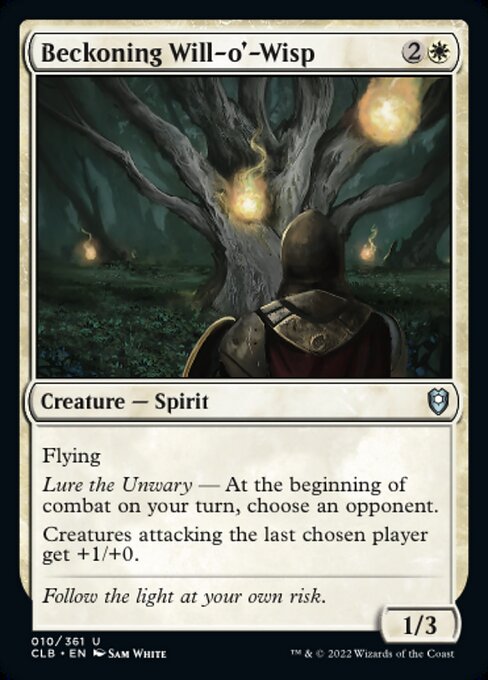 Beckoning Will-o'-Wisp 2
Creature — Spirit
Flying
Lure the Unwary — At the beginning of
combat on your turn, choose an opponent.
Creatures attacking the last chosen player
get +1/+0.
Follow the light at your own risk.
1/3
010/361 U
CLB • EN Sam White
™ & © 2022 Wizards of the Coast